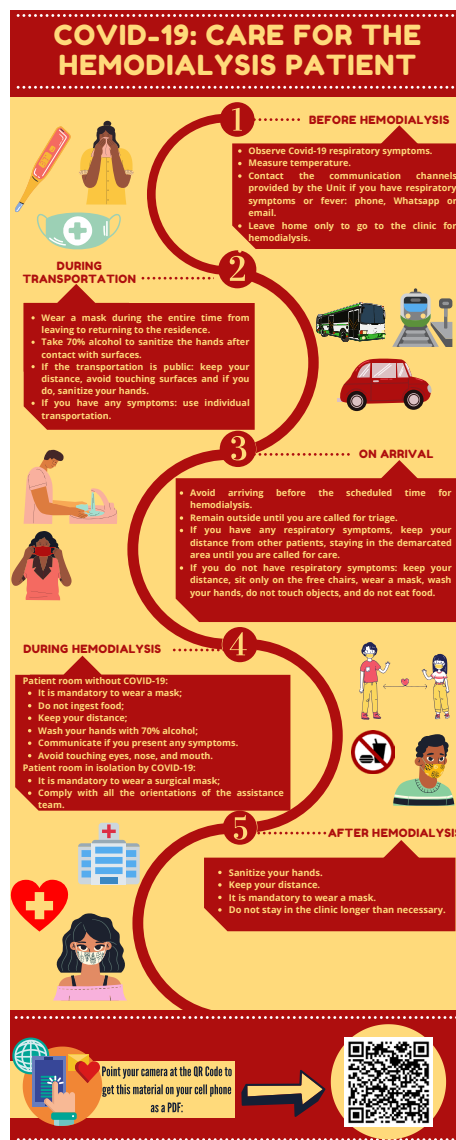 COVID-19: CARE FOR THE
HEMODIALYSIS PATIENT
1
BEFORE HEMODIALYSIS
• Observe Covid-19 respiratory symptoms.
• Measure temperature.
• Contact the communication channels
provided by the Unit if you have respiratory
symptoms or fever: phone, Whatsapp or
email.
• Leave home only to go to the clinic for
hemodialysis.
2
DURING
TRANSPORTATION
• Wear a mask during the entire time from
leaving to returning to the residence.
• Take 70% alcohol to sanitize the hands after
contact with surfaces.
• If the transportation is public: keep your
distance, avoid touching surfaces and if you
do, sanitize your hands.
• If you have any symptoms: use individual
transportation.
3
ON ARRIVAL
• Avoid arriving before the scheduled time for
hemodialysis.
• Remain outside until you are called for triage.
• If you have any respiratory symptoms, keep your
distance from other patients, staying in the demarcated
area until you are called for care.
• If you do not have respiratory symptoms: keep your
distance, sit only on the free chairs, wear a mask, wash
your hands, do not touch objects, and do not eat food.
4
DURING HEMODIALYSIS
Patient room without COVID-19:
• It is mandatory to wear a mask;
• Do not ingest food;
• Keep your distance;
• Wash your hands with 70% alcohol;
• Communicate if you present any symptoms.
• Avoid touching eyes, nose, and mouth.
Patient room in isolation by COVID-19:
• It is mandatory to wear a surgical mask;
• Comply with all the orientations of the assistance
team.
5
AFTER HEMODIALYSIS
• Sanitize your hands.
• Keep your distance.
• It is mandatory to wear a mask.
• Do not stay in the clinic longer than necessary.
Point your camera at the QR Code to
get this material on your cell phone
as a PDF: